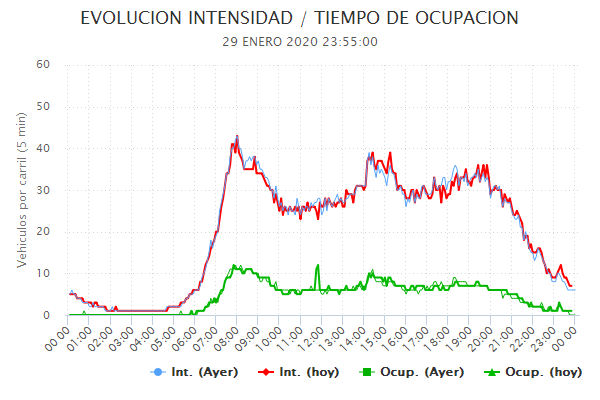 EVOLUCION INTENSIDAD / TIEMPO DE OCUPACION
29 ENERO 2020 23:55:00
Vehiculos por carril (5 min)
60
50
40
30
20
10
0
00:00 01:00 02:00 03:00 04:00 05:00 06:00 07:00 08:00 09:00 10:00 11:00 12:00 13:00 14:00 15:00 16:00 17:00 18:00 19:00 20:00 21:00 22:00 23:00 00:00
Int. (Ayer) Int. (hoy) Ocup. (Ayer) Ocup. (hoy)